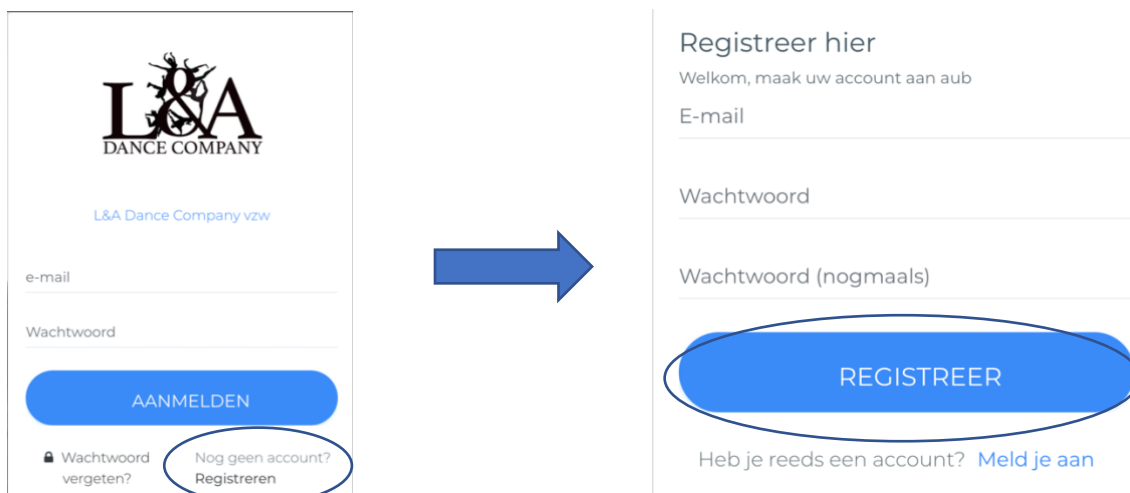 L&A
DANCE COMPANY
L&A Dance Company vzw
e-mail
Wachtwoord
AANMELDEN
Wachtwoord
vergeten?
Nog geen account?
Registreren
Registreer hier
Welkom, maak uw account aan aub
E-mail
Wachtwoord
Wachtwoord (nogmaals)
REGISTREER
Heb je reeds een account? Meld je aan